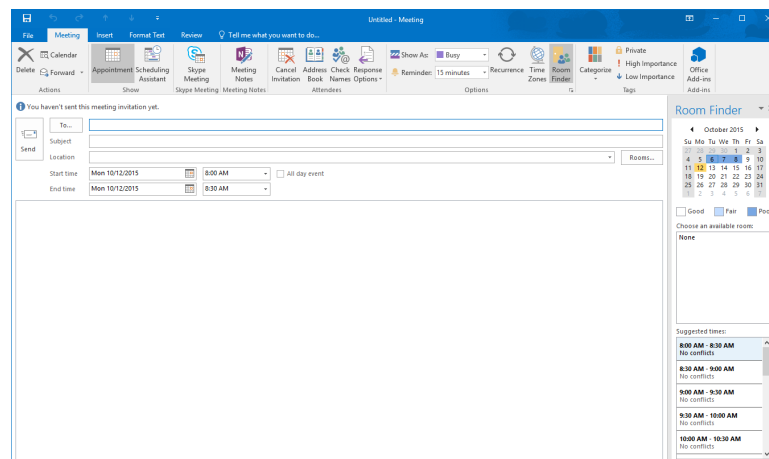 Untitled - Meeting
File Meeting Insert Format Text Review Tell me what you want to do...
Delete
Calendar
Forward
Actions
Appointment
Scheduling
Assistant
Show
Skype
Meeting
Skype Meeting
Meeting
Notes
Meeting Notes
Cancel
Invitation
Address
Book
Check
Names
Response
Options
Attendees
Show As: Busy
Reminder: 15 minutes
Recurrence
Time
Zones
Room
Finder
Options
Categorize
Private
High Importance
Low Importance
Tags
Office
Add-ins
Add-ins
You haven't sent this meeting invitation yet.
Send
To...
Subject
Location
Rooms...
Start time Mon 10/12/2015 8:00 AM All day event
End time Mon 10/12/2015 8:30 AM
Room Finder
October 2015
Su Mo Tu We Th Fr Sa
27 28 29 30 1 2 3
4 5 6 7 8 9 10
11 12 13 14 15 16 17
18 19 20 21 22 23 24
25 26 27 28 29 30 31
1 2 3 4 5 6 7
Good Fair Poo
Choose an available room:
None
Suggested times:
8:00 AM - 8:30 AM
No conflicts
8:30 AM - 9:00 AM
No conflicts
9:00 AM - 9:30 AM
No conflicts
9:30 AM - 10:00 AM
No conflicts
10:00 AM - 10:30 AM
No conflicts